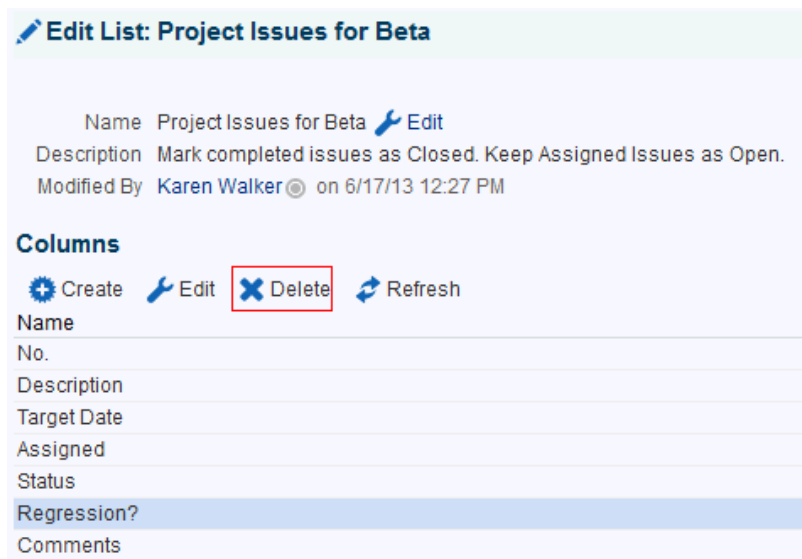 Edit List: Project Issues for Beta
Name Project Issues for Beta Edit
Description Mark completed issues as Closed. Keep Assigned Issues as Open.
Modified By Karen Walker on 6/17/13 12:27 PM
Columns
Create Edit Delete Refresh
Name
No.
Description
Target Date
Assigned
Status
Regression?
Comments